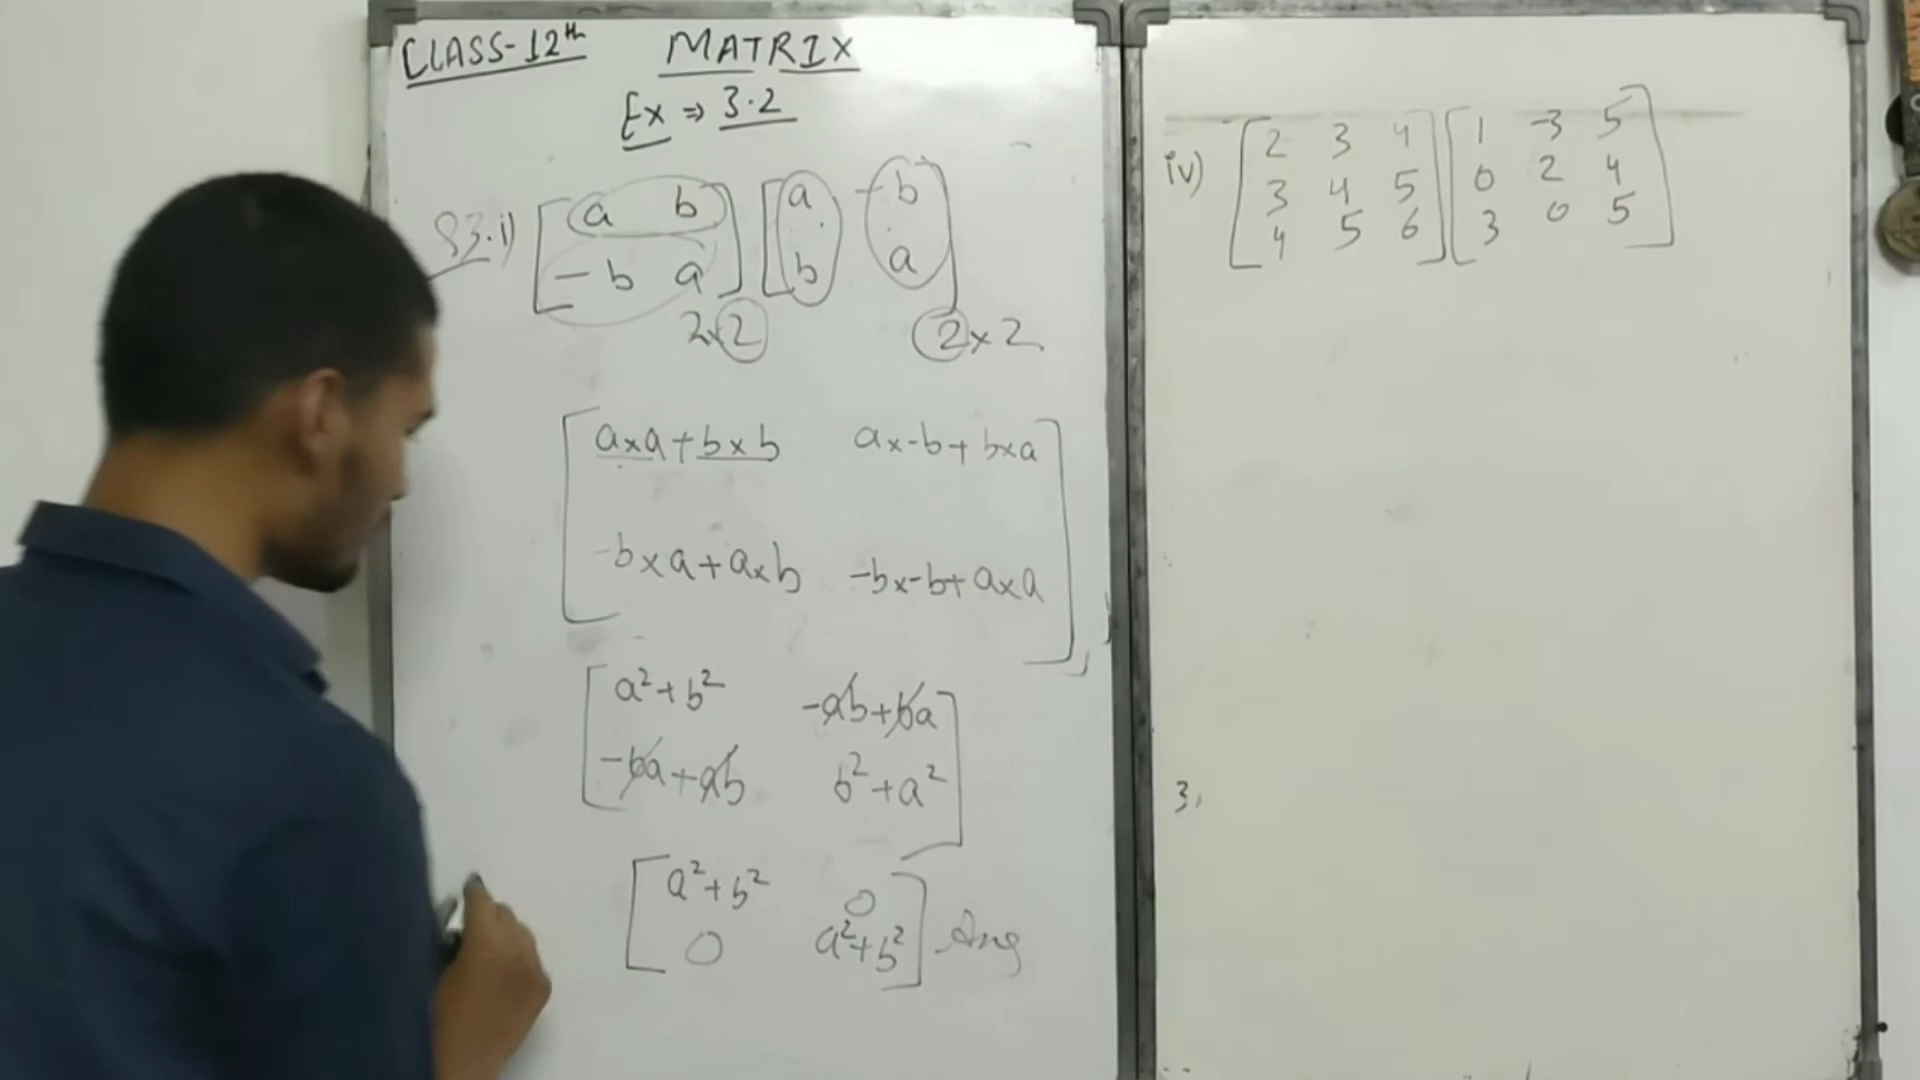 CLASS-12th MATRIX
Ex ⇒ 3.2
83.i) [a b] [a -b]
[-b a] [b a]
2x2 2x2
[axa+bxb ax-b+bxa]
[-bxa+axb -bx-b+axa]
[a²+b² -ab+ba]
[-ba+ab b²+a²]
[a²+b² 0]
[0 a²+b²] Ans
iv) [2 3 4] [1 -3 5]
[3 4 5] [0 2 4]
[4 5 6] [3 0 5]
3,